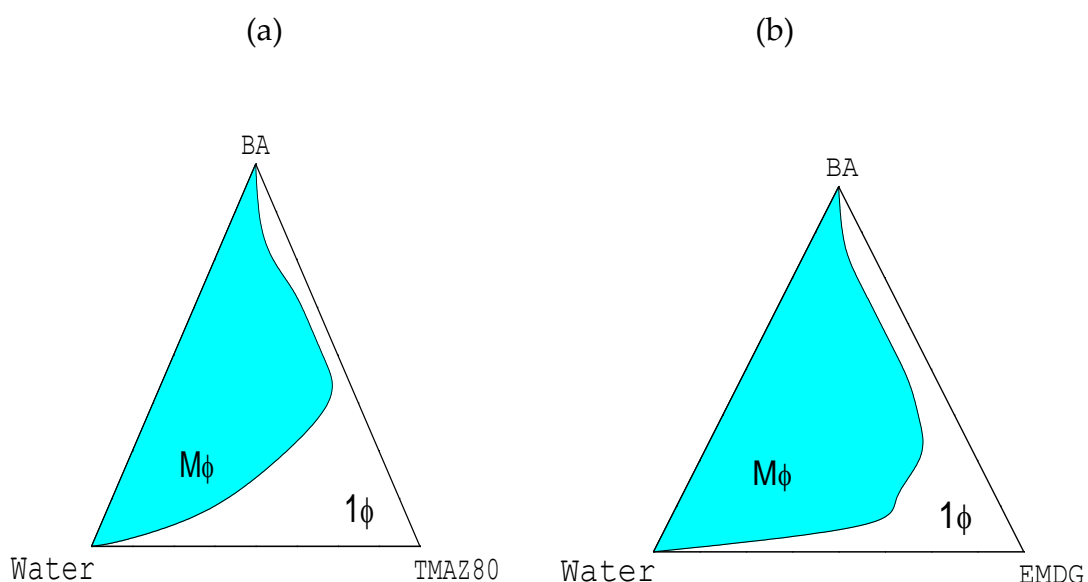 (a) (b)
BA
BA
Mφ
1φ
Mφ
1φ
Water TMAZ80
Water EMDG